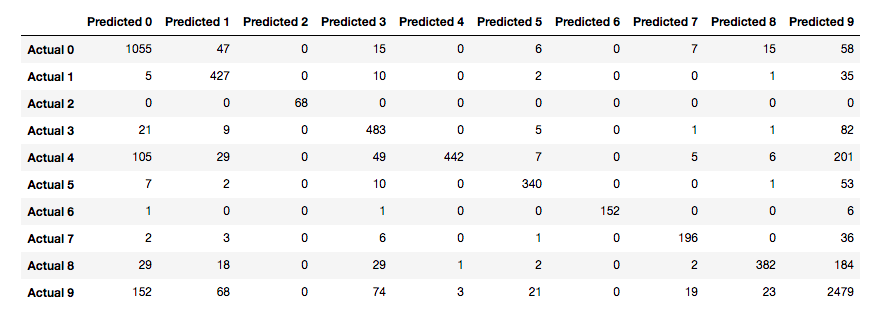 Predicted 0 Predicted 1 Predicted 2 Predicted 3 Predicted 4 Predicted 5 Predicted 6 Predicted 7 Predicted 8 Predicted 9
Actual 0 1055 47 0 15 0 6 0 7 15 58
Actual 1 5 427 0 10 0 2 0 0 1 35
Actual 2 0 0 68 0 0 0 0 0 0 0
Actual 3 21 9 0 483 0 5 0 1 1 82
Actual 4 105 29 0 49 442 7 0 5 6 201
Actual 5 7 2 0 10 0 340 0 0 1 53
Actual 6 1 0 0 1 0 0 152 0 0 6
Actual 7 2 3 0 6 0 1 0 196 0 36
Actual 8 29 18 0 29 1 2 0 2 382 184
Actual 9 152 68 0 74 3 21 0 19 23 2479